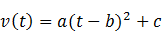 v(t) = a(t − b)² + c